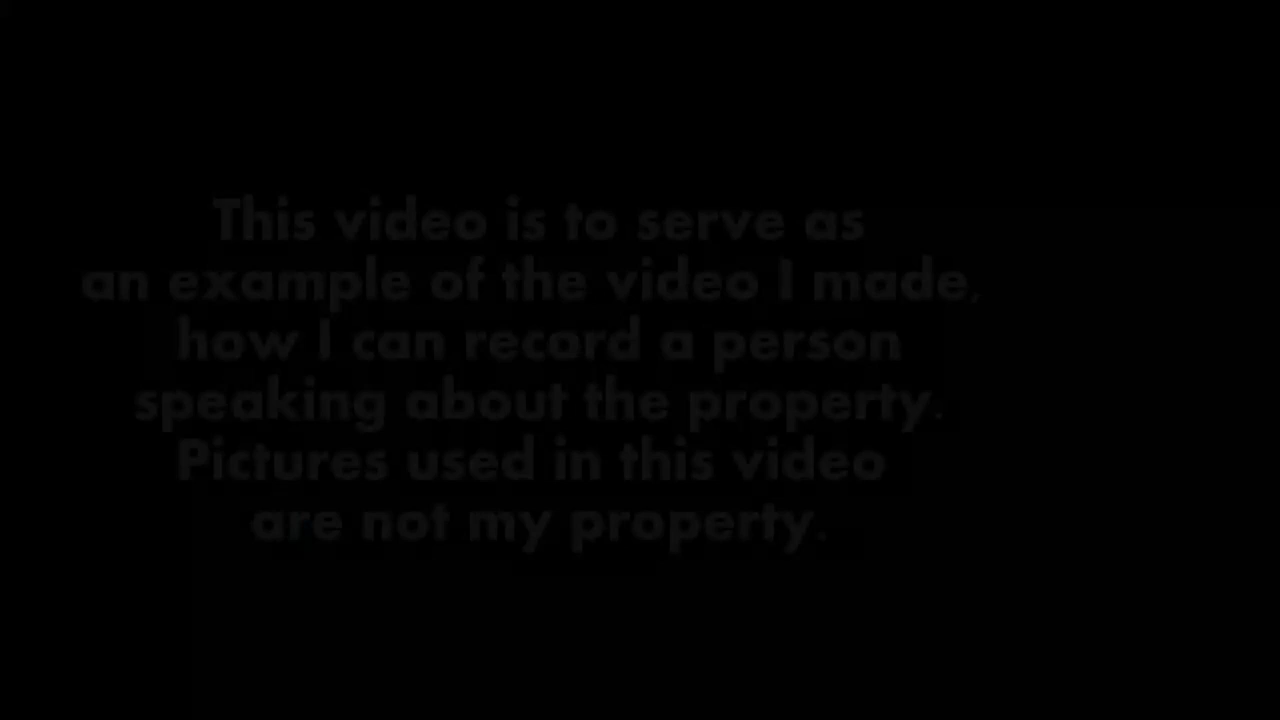 This video is to serve as
an example of the video I made,
how I can record a person
speaking about the property.
Pictures used in this video
are not my property.